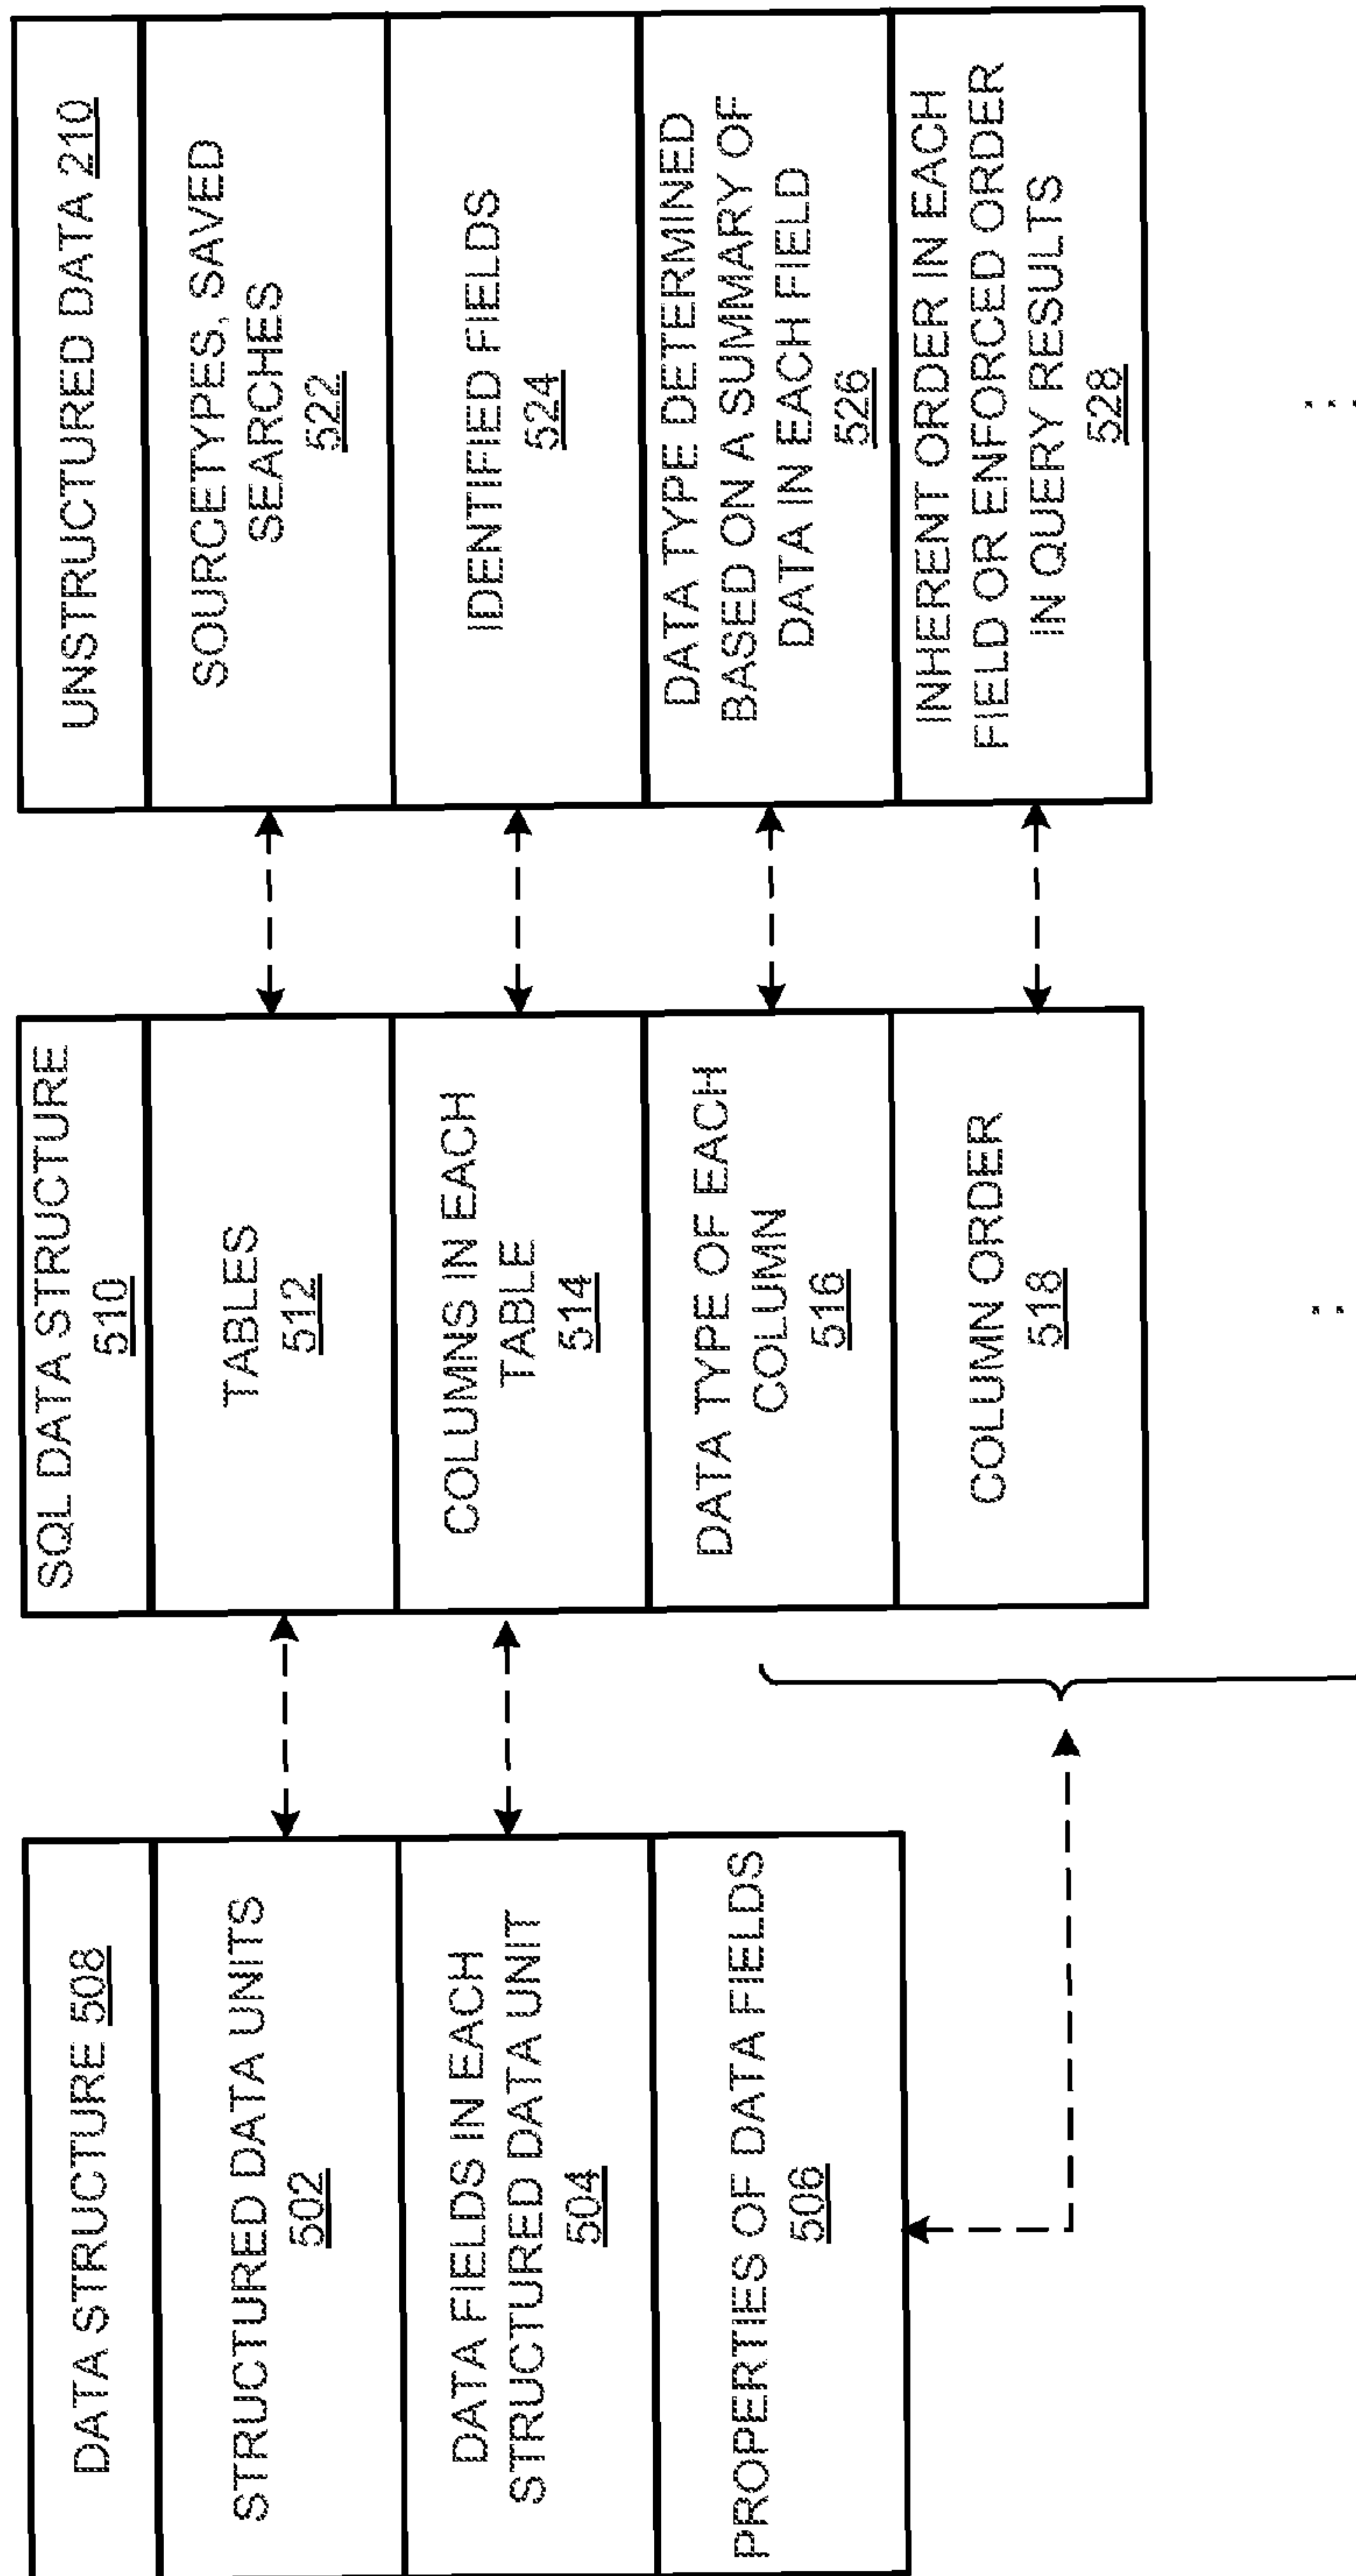 DATA STRUCTURE 508
STRUCTURED DATA UNITS
502
DATA FIELDS IN EACH
STRUCTURED DATA UNIT
504
PROPERTIES OF DATA FIELDS
506
SQL DATA STRUCTURE
510
TABLES
512
COLUMNS IN EACH
TABLE
514
DATA TYPE OF EACH
COLUMN
516
COLUMN ORDER
518
UNSTRUCTURED DATA 210
SOURCETYPES, SAVED
SEARCHES
522
IDENTIFIED FIELDS
524
DATA TYPE DETERMINED
BASED ON A SUMMARY OF
DATA IN EACH FIELD
526
INHERENT ORDER IN EACH
FIELD OR ENFORCED ORDER
IN QUERY RESULTS
528